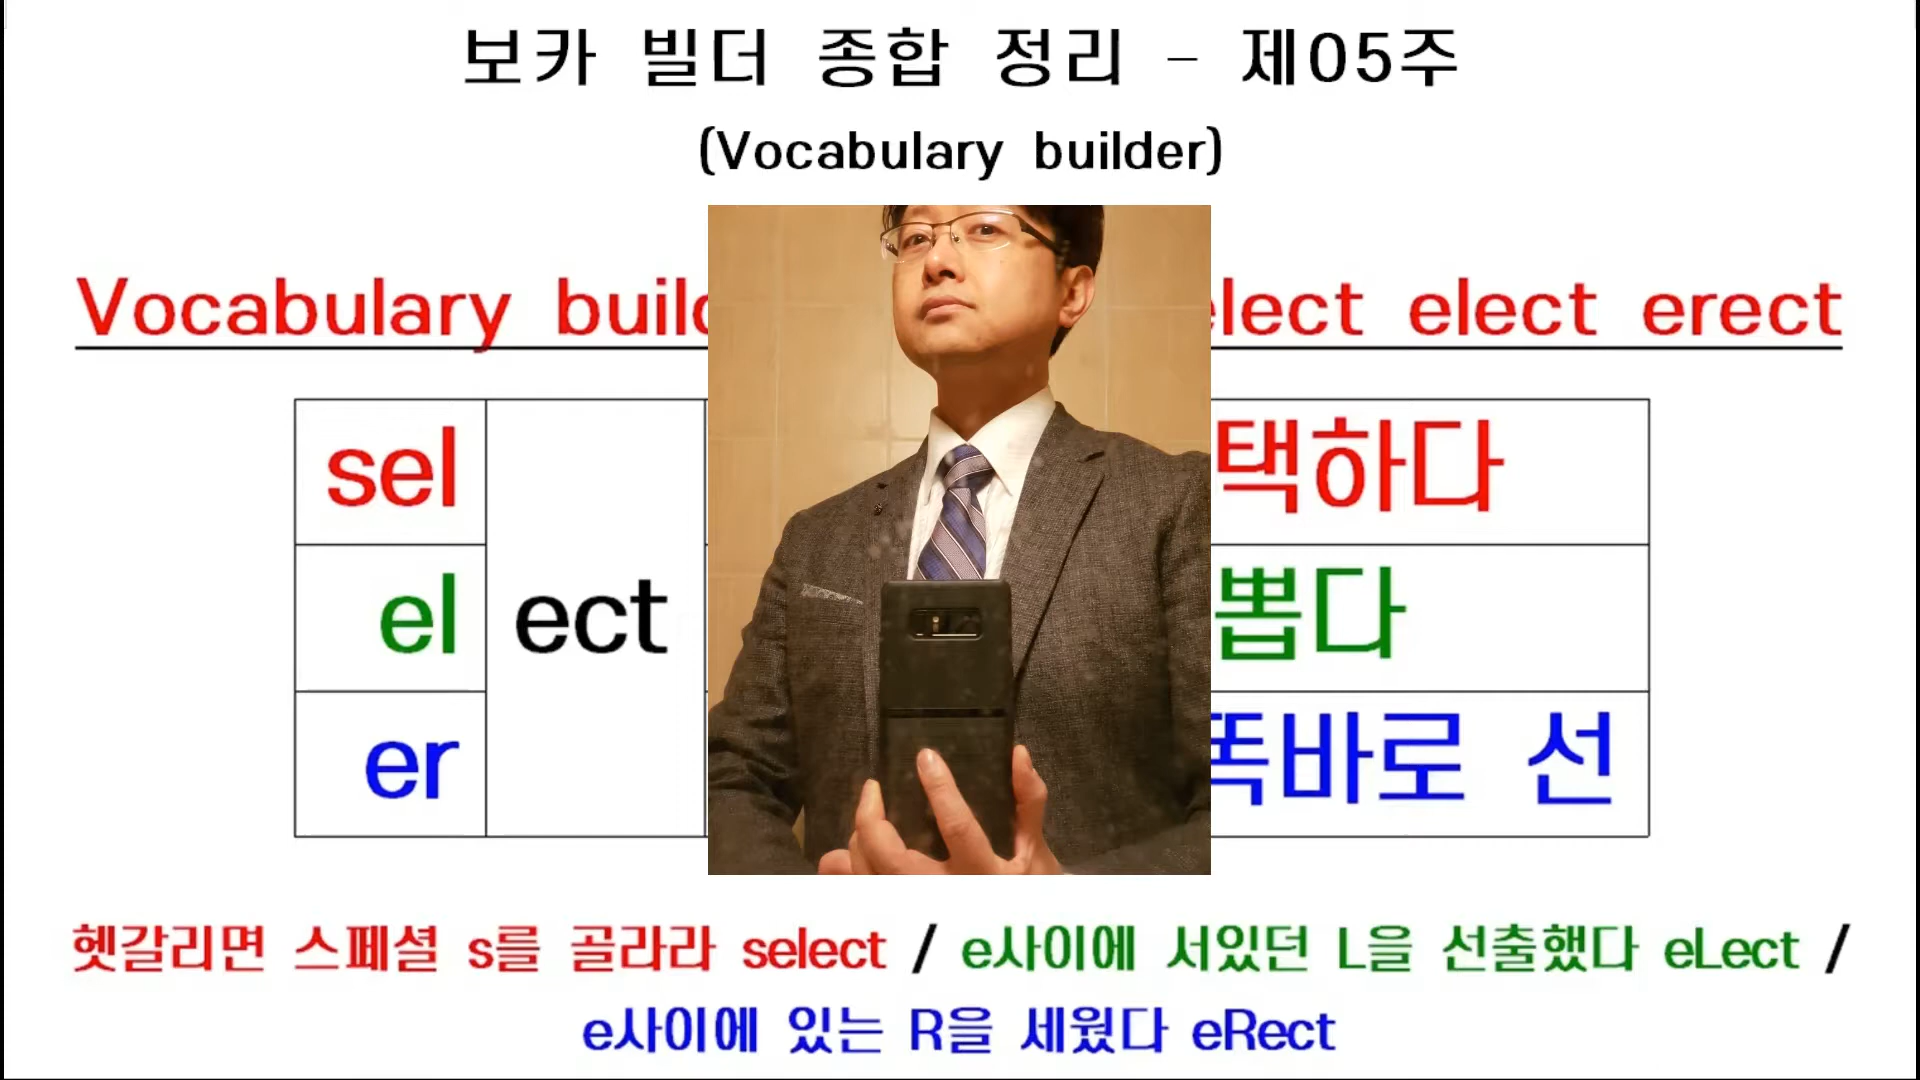 보카 빌더 종합 정리 - 제05주
(Vocabulary builder)
Vocabulary elect erect
sel
택하다
el ect
뽑다
er
똑바로 선
헷갈리면 스페셜 s를 골라라 select / e사이에 서있던 L을 선출했다 eLect /
e사이에 있는 R을 세웠다 eRect